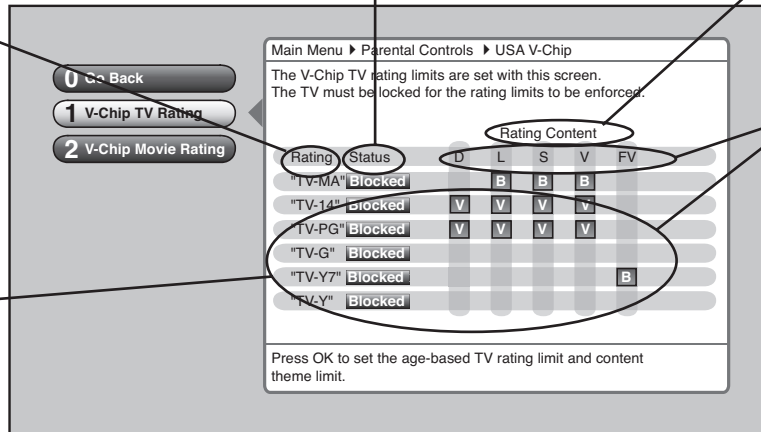 Main Menu ▶ Parental Controls ▶ USA V-Chip
0 Go Back
1 V-Chip TV Rating
2 V-Chip Movie Rating
The V-Chip TV rating limits are set with this screen.
The TV must be locked for the rating limits to be enforced.
Rating Content
Rating Status D L S V FV
"TV-MA" Blocked B B B
"TV-14" Blocked V V V V
"TV-PG" Blocked V V V V
"TV-G" Blocked
"TV-Y7" Blocked B
"TV-Y" Blocked
Press OK to set the age-based TV rating limit and content
theme limit.